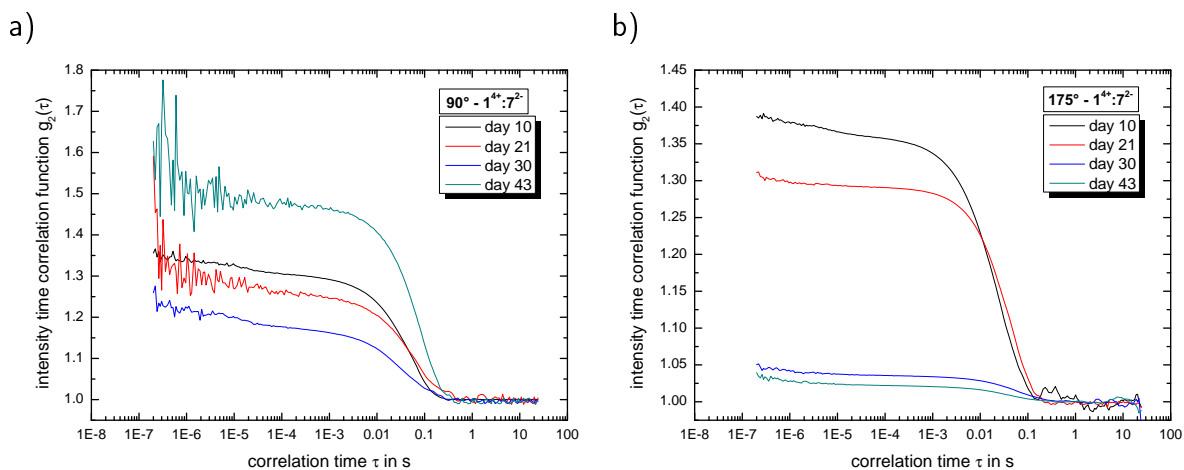 a)
1.8
1.7
1.6
1.5
1.4
1.3
1.2
1.1
1.0
intensity time correlation function g₂(τ)
1E-8 1E-7 1E-6 1E-5 1E-4 1E-3 0.01 0.1 1 10 100
correlation time τ in s
90° - 1⁴⁺:7²⁻
day 10
day 21
day 30
day 43
b)
1.45
1.40
1.35
1.30
1.25
1.20
1.15
1.10
1.05
1.00
intensity time correlation function g₂(τ)
1E-8 1E-7 1E-6 1E-5 1E-4 1E-3 0.01 0.1 1 10 100
correlation time τ in s
175° - 1⁴⁺:7²⁻
day 10
day 21
day 30
day 43